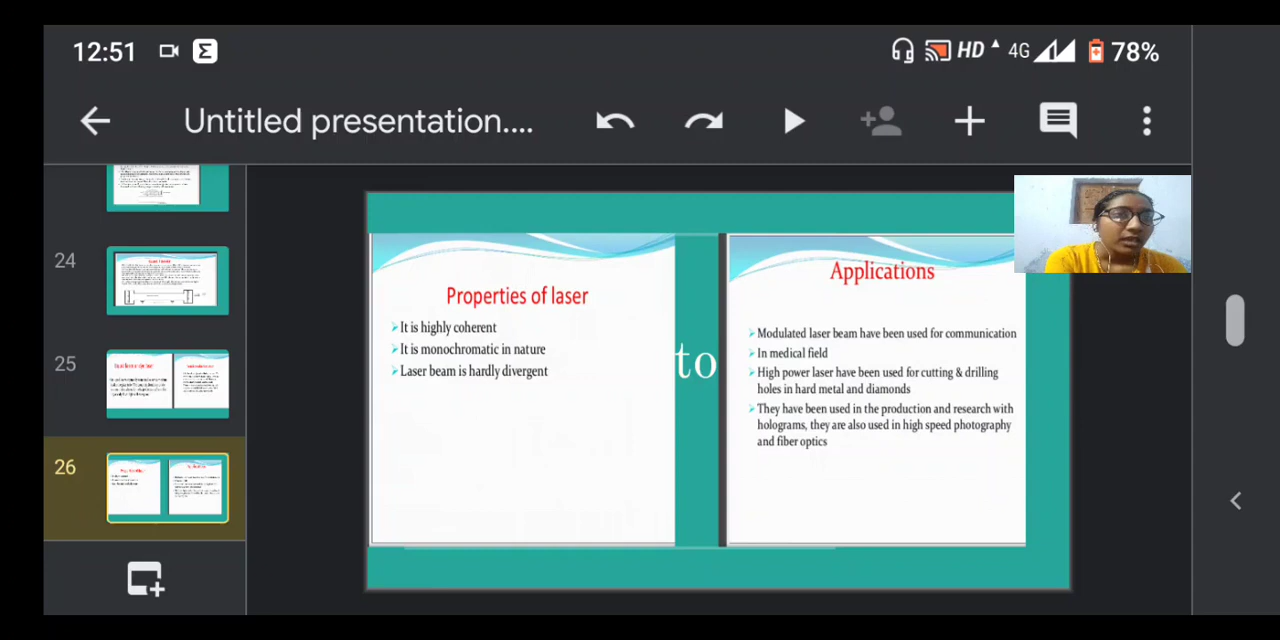 12:51
Σ
HD
4G
78%
Untitled presentation....
24
25
26
Properties of laser
It is highly coherent
It is monochromatic in nature
Laser beam is hardly divergent
to
Applications
Modulated laser beam have been used for communication
In medical field
High power laser have been used for cutting & drilling
holes in hard metal and diamonds
They have been used in the production and research with
holograms, they are also used in high speed photography
and fiber optics